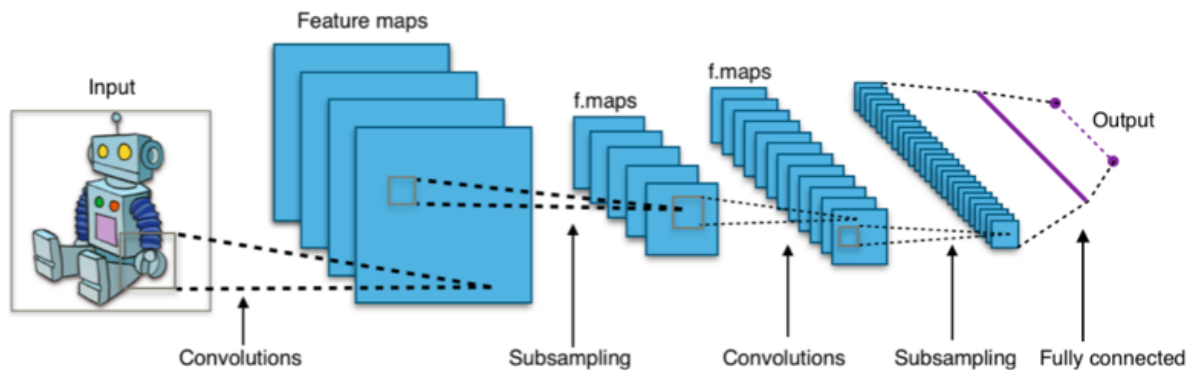 Feature maps
Input
f.maps
f.maps
Output
Convolutions
Subsampling
Convolutions
Subsampling
Fully connected